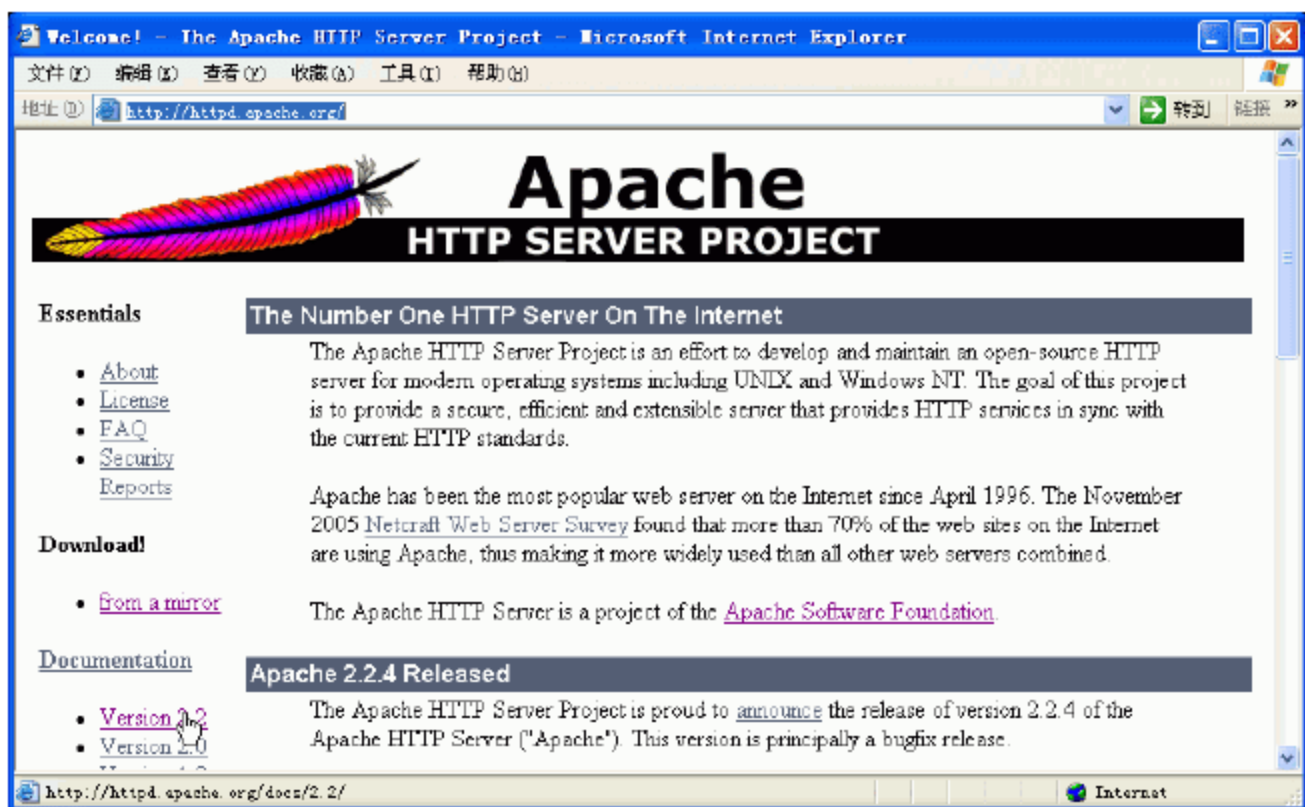 Welcome! - The Apache HTTP Server Project - Microsoft Internet Explorer
文件(F) 编辑(E) 查看(V) 收藏(A) 工具(T) 帮助(H)
地址(D) http://httpd.apache.org/ 转到 链接 »
Apache
HTTP SERVER PROJECT
Essentials
About
License
FAQ
Security
Reports
Download!
from a mirror
Documentation
Version 2.2
Version 2.0
The Number One HTTP Server On The Internet
The Apache HTTP Server Project is an effort to develop and maintain an open-source HTTP
server for modern operating systems including UNIX and Windows NT. The goal of this project
is to provide a secure, efficient and extensible server that provides HTTP services in sync with
the current HTTP standards.
Apache has been the most popular web server on the Internet since April 1996. The November
2005 Netcraft Web Server Survey found that more than 70% of the web sites on the Internet
are using Apache, thus making it more widely used than all other web servers combined.
The Apache HTTP Server is a project of the Apache Software Foundation.
Apache 2.2.4 Released
The Apache HTTP Server Project is proud to announce the release of version 2.2.4 of the
Apache HTTP Server ("Apache"). This version is principally a bugfix release.
http://httpd.apache.org/docs/2.2/ Internet